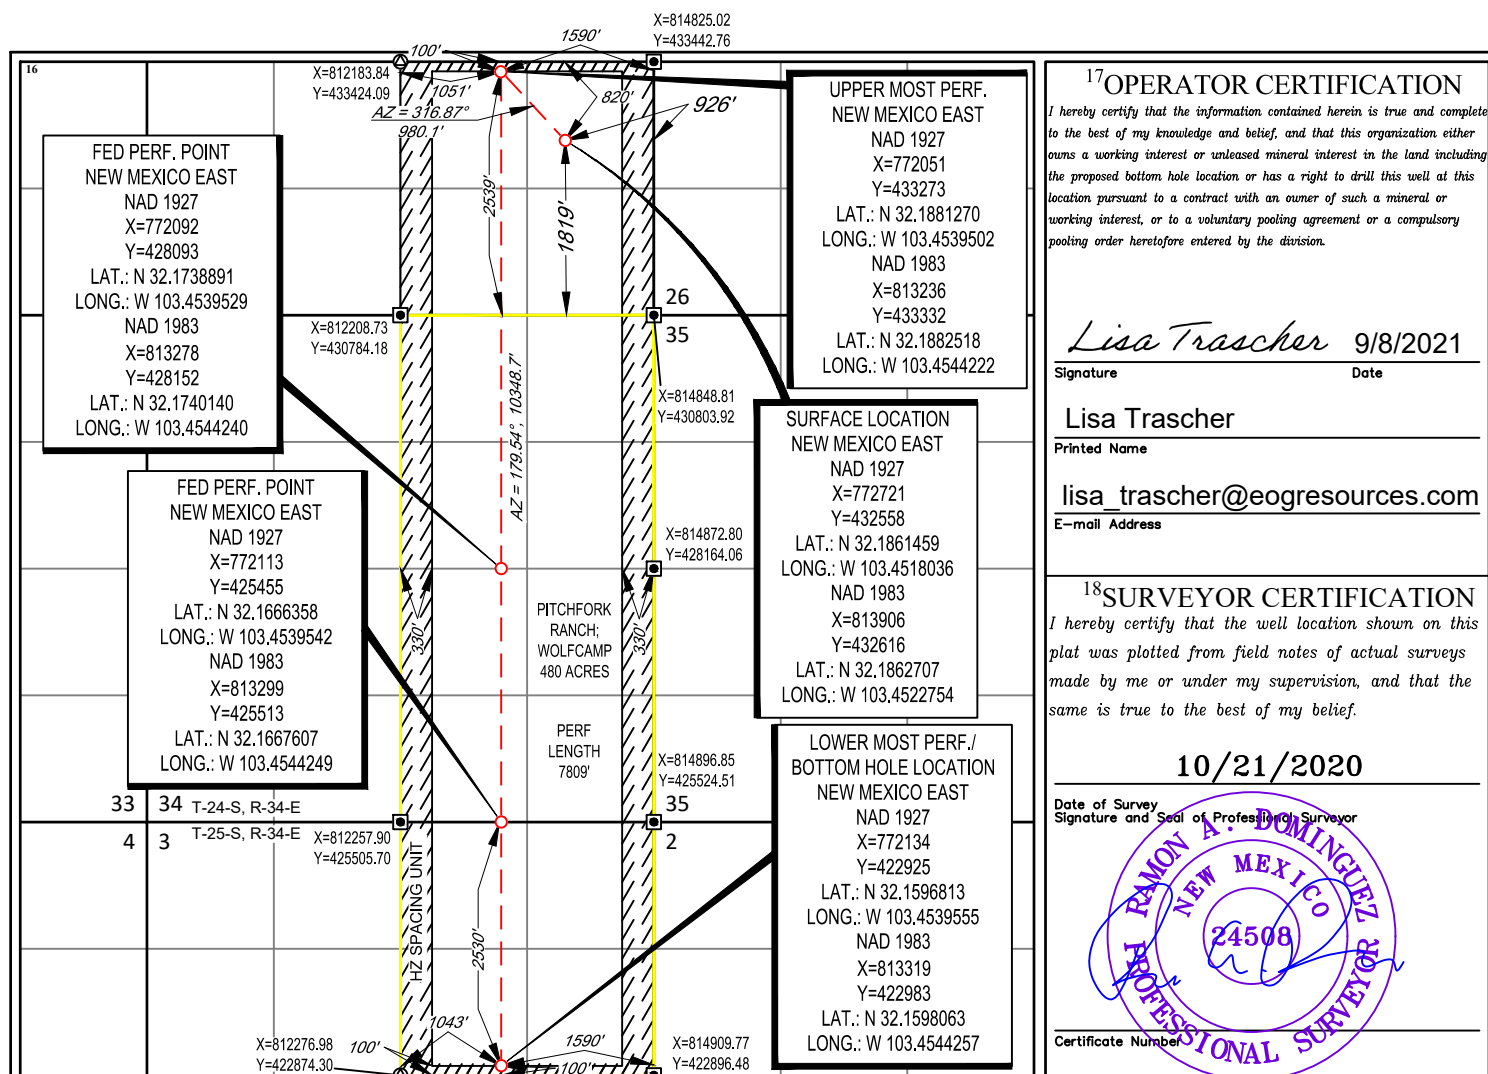 16
X=814825.02
Y=433442.76
1590'
100'
X=812183.84
Y=433424.09
1051'
AZ = 316.87°
980.1'
820'
926'
2539'
1819'
FED PERF. POINT
NEW MEXICO EAST
NAD 1927
X=772092
Y=428093
LAT.: N 32.1738891
LONG.: W 103.4539529
NAD 1983
X=813278
Y=428152
LAT.: N 32.1740140
LONG.: W 103.4544240
UPPER MOST PERF.
NEW MEXICO EAST
NAD 1927
X=772051
Y=433273
LAT.: N 32.1881270
LONG.: W 103.4539502
NAD 1983
X=813236
Y=433332
LAT.: N 32.1882518
LONG.: W 103.4544222
26
35
X=812208.73
Y=430784.18
X=814848.81
Y=430803.92
AZ = 179.54°, 10348.7'
SURFACE LOCATION
NEW MEXICO EAST
NAD 1927
X=772721
Y=432558
LAT.: N 32.1861459
LONG.: W 103.4518036
NAD 1983
X=813906
Y=432616
LAT.: N 32.1862707
LONG.: W 103.4522754
FED PERF. POINT
NEW MEXICO EAST
NAD 1927
X=772113
Y=425455
LAT.: N 32.1666358
LONG.: W 103.4539542
NAD 1983
X=813299
Y=425513
LAT.: N 32.1667607
LONG.: W 103.4544249
X=814872.80
Y=428164.06
330'
330'
PITCHFORK
RANCH;
WOLFCAMP
480 ACRES
PERF
LENGTH
7809'
X=814896.85
Y=425524.51
33 34 T-24-S, R-34-E
4 3 T-25-S, R-34-E
35
2
X=812257.90
Y=425505.70
HZ SPACING UNIT
2530'
LOWER MOST PERF./
BOTTOM HOLE LOCATION
NEW MEXICO EAST
NAD 1927
X=772134
Y=422925
LAT.: N 32.1596813
LONG.: W 103.4539555
NAD 1983
X=813319
Y=422983
LAT.: N 32.1598063
LONG.: W 103.4544257
X=812276.98
Y=422874.30
100'
1043'
1590'
100'
X=814909.77
Y=422896.48
17OPERATOR CERTIFICATION
I hereby certify that the information contained herein is true and complete
to the best of my knowledge and belief, and that this organization either
owns a working interest or unleased mineral interest in the land including
the proposed bottom hole location or has a right to drill this well at this
location pursuant to a contract with an owner of such a mineral or
working interest, or to a voluntary pooling agreement or a compulsory
pooling order heretofore entered by the division.
Lisa Trascher 9/8/2021
Signature Date
Lisa Trascher
Printed Name
lisa_trascher@eogresources.com
E-mail Address
18SURVEYOR CERTIFICATION
I hereby certify that the well location shown on this
plat was plotted from field notes of actual surveys
made by me or under my supervision, and that the
same is true to the best of my belief.
10/21/2020
Date of Survey
Signature and Seal of Professional Surveyor
RAMON A. DOMINGUEZ
NEW MEXICO
24508
PROFESSIONAL SURVEYOR
Certificate Number